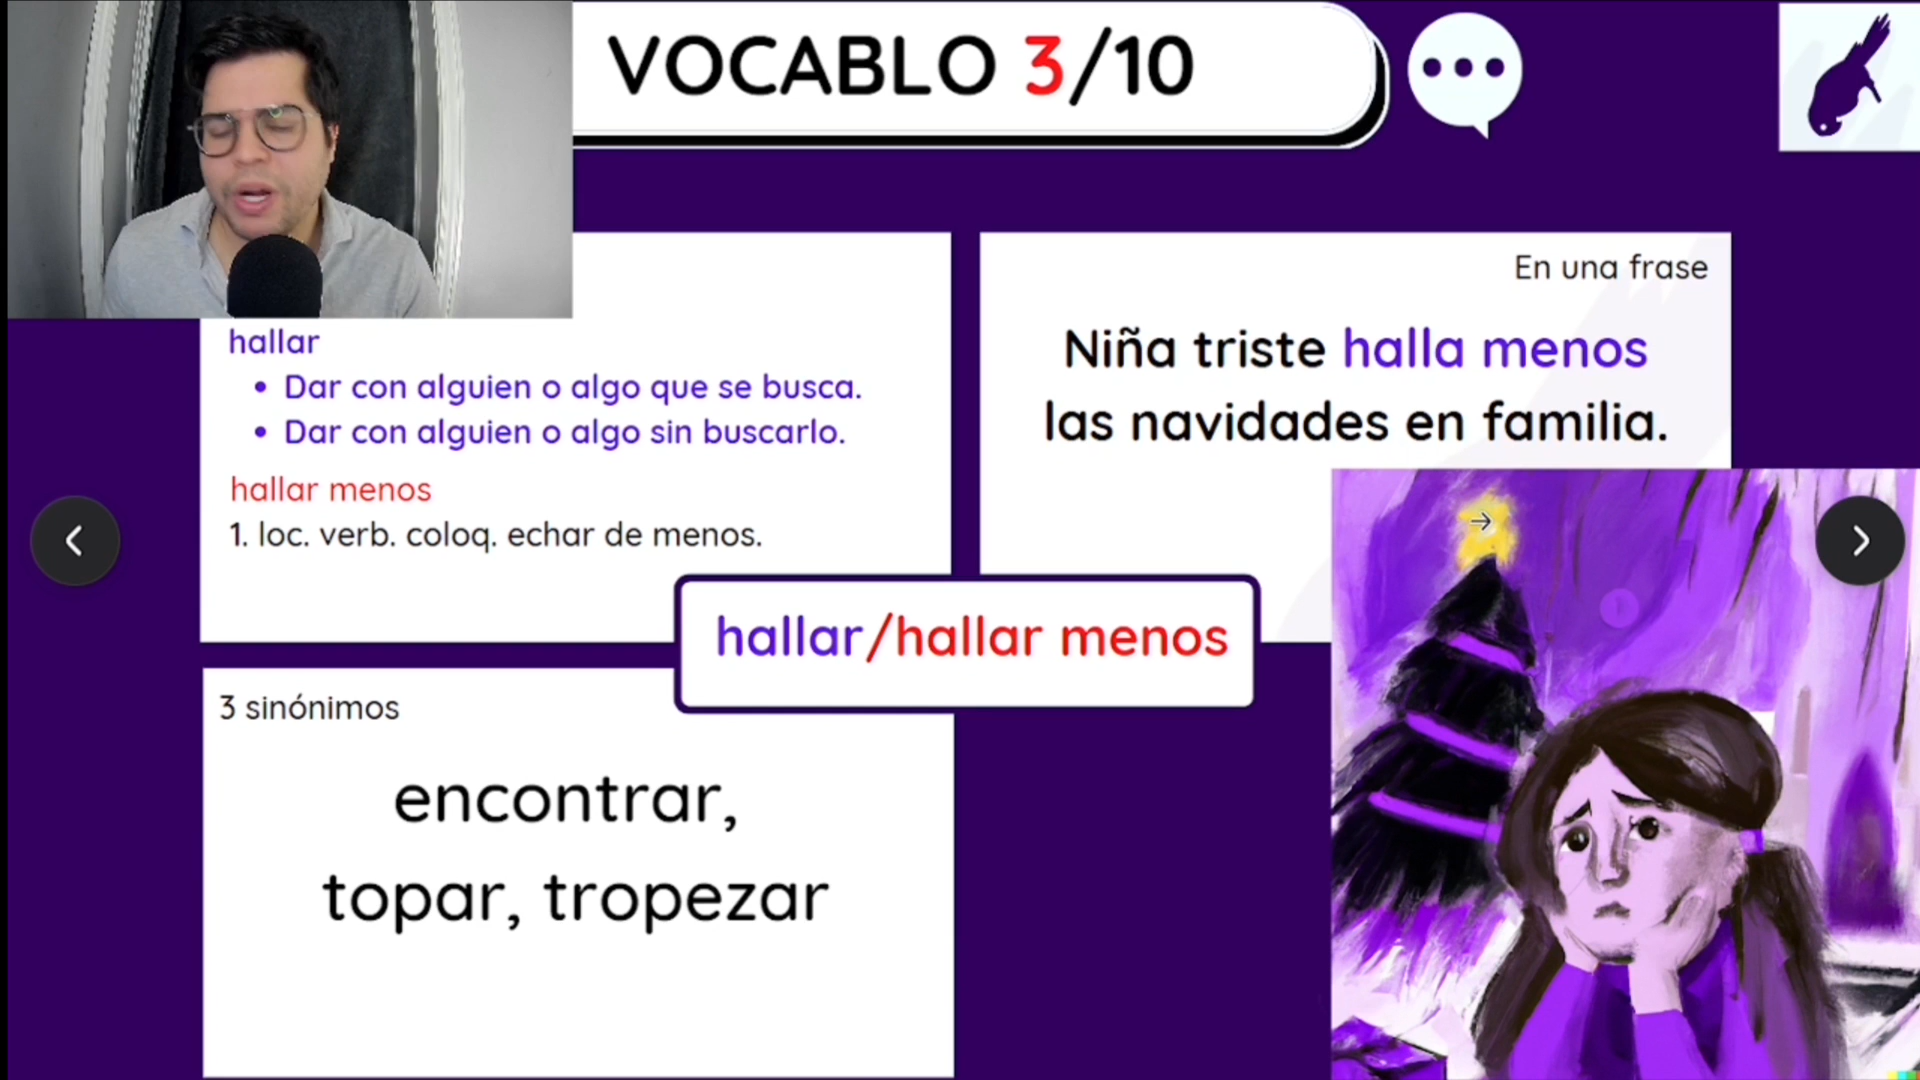 VOCABLO 3/10
hallar
• Dar con alguien o algo que se busca.
• Dar con alguien o algo sin buscarlo.
hallar menos
1. loc. verb. coloq. echar de menos.
En una frase
Niña triste halla menos
las navidades en familia.
hallar/hallar menos
3 sinónimos
encontrar,
topar, tropezar